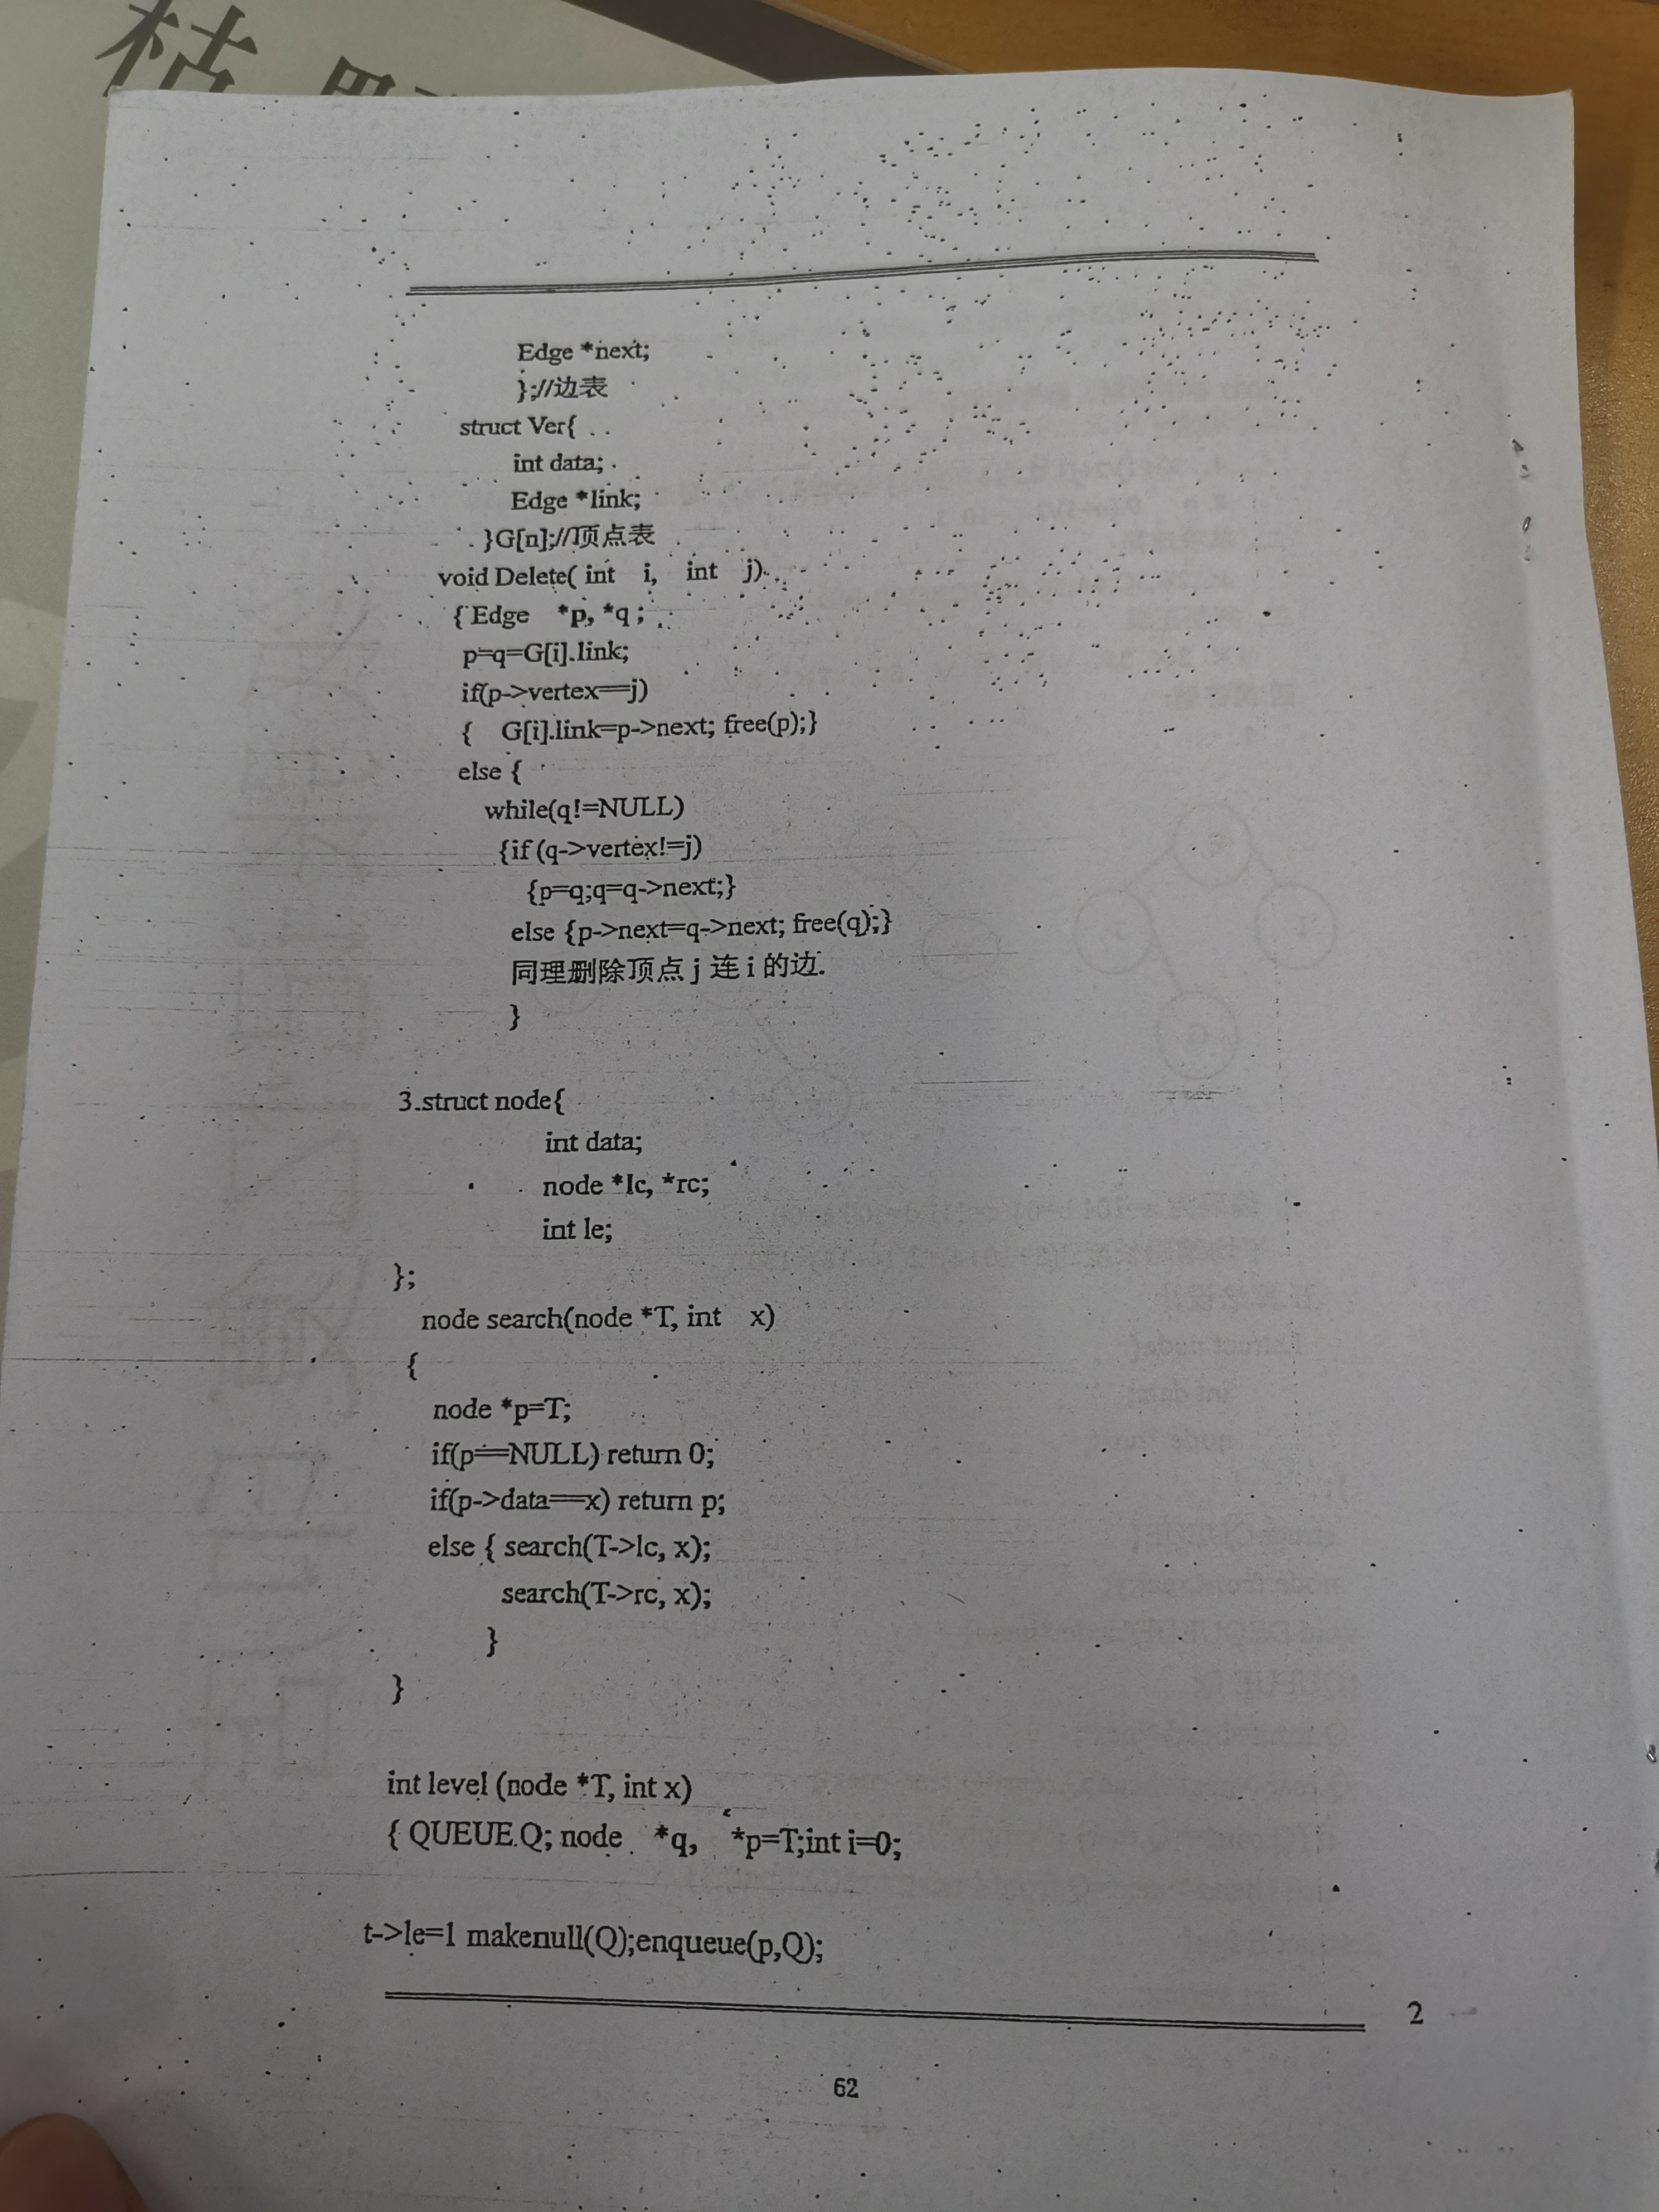 枯
Edge *next;
};//边表
struct Ver{
int data;
Edge *link;
}G[n];//顶点表
void Delete( int i, int j)
{ Edge *p, *q ;
p=q=G[i].link;
if(p->vertex==j)
{ G[i].link=p->next; free(p);}
else {
while(q!=NULL)
{if (q->vertex!=j)
{p=q;q=q->next;}
else {p->next=q->next; free(q);}
同理删除顶点 j 连 i 的边.
}
3.struct node{
int data;
node *lc, *rc;
int le;
};
node search(node *T, int x)
{
node *p=T;
if(p==NULL) return 0;
if(p->data==x) return p;
else { search(T->lc, x);
search(T->rc, x);
}
}
int level (node *T, int x)
{ QUEUE Q; node *q, *p=T;int i=0;
t->le=1 makenull(Q);enqueue(p,Q);
2
62